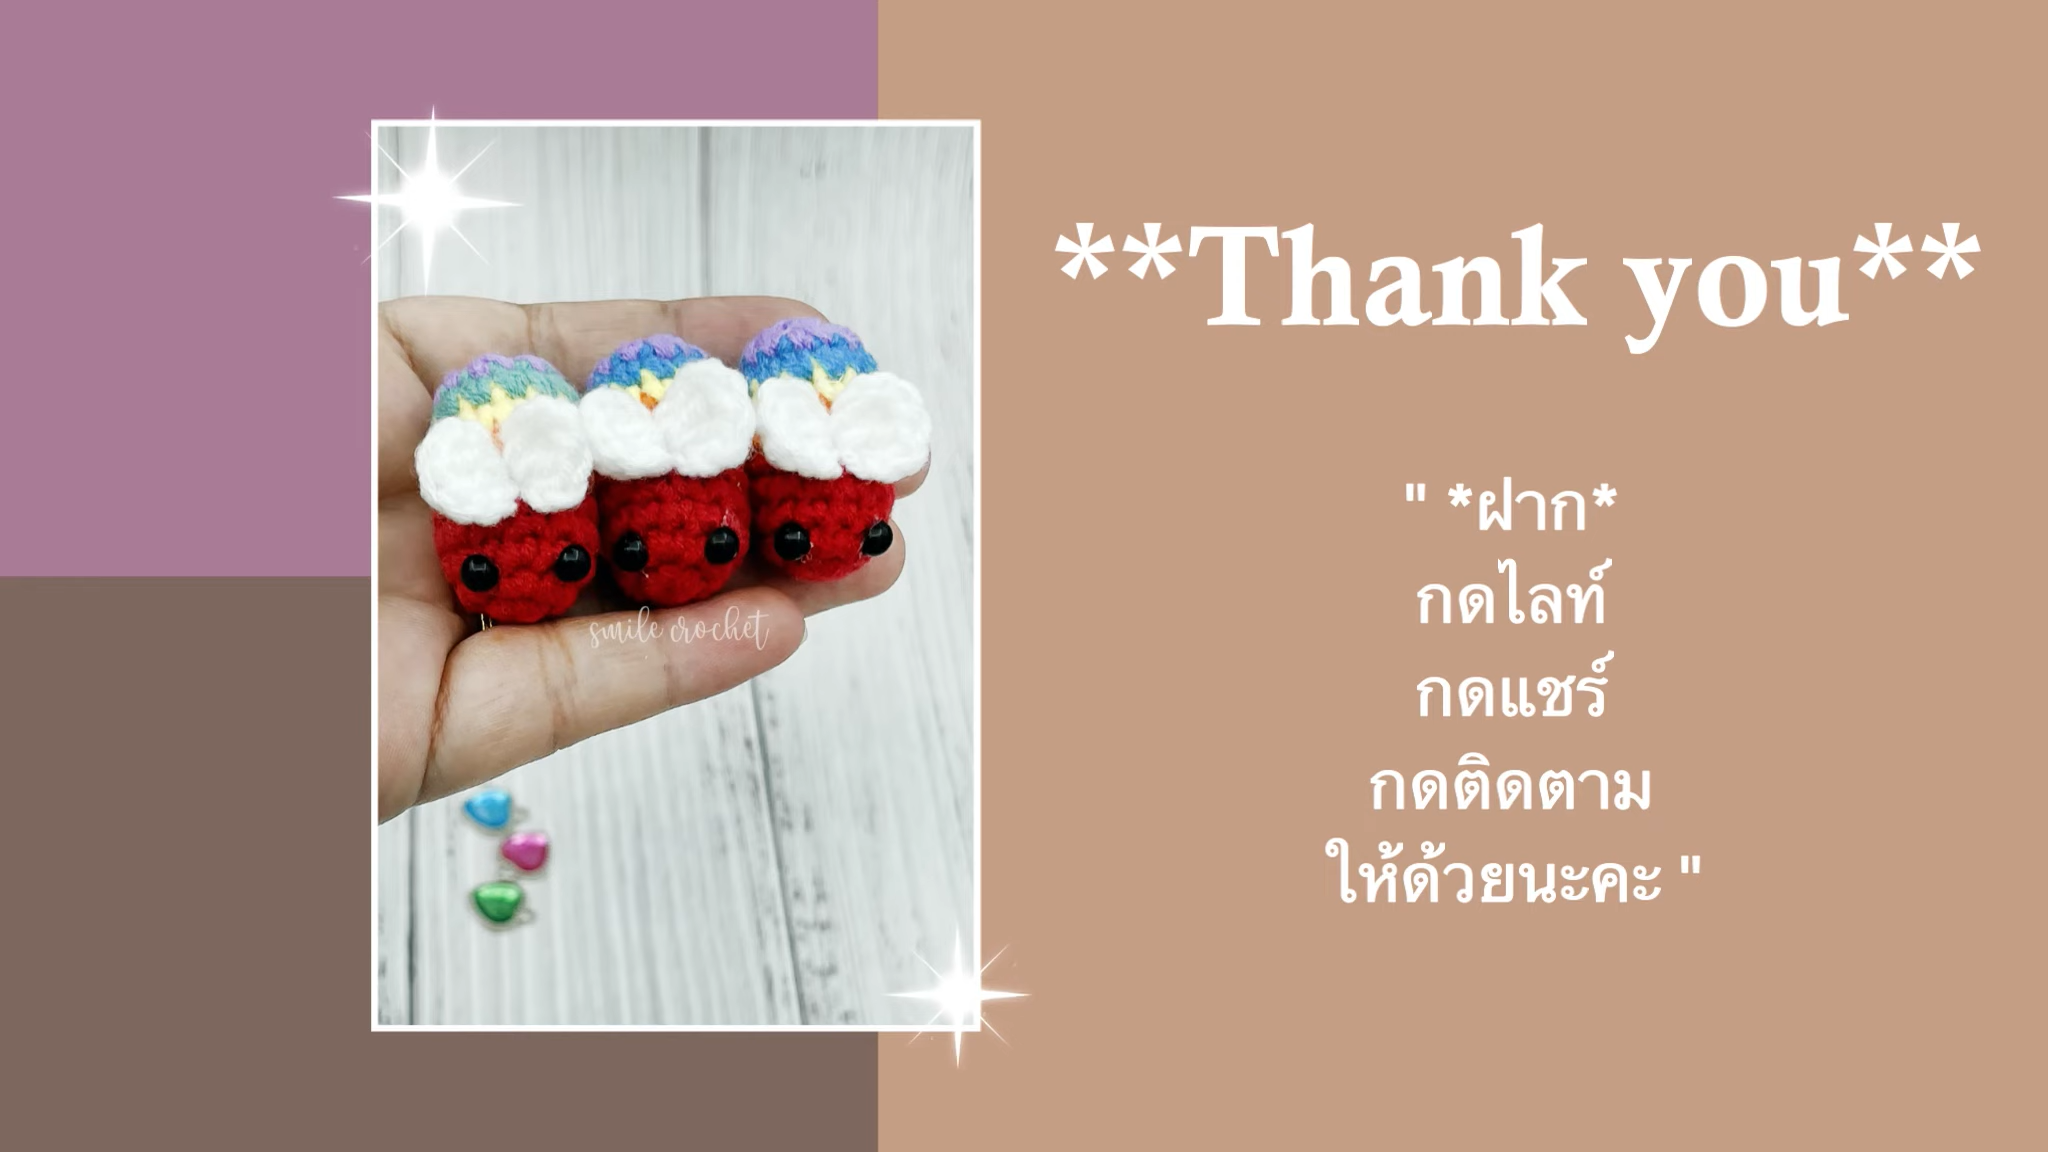 smile crochet
**Thank you**
" *ฝาก*
กดไลท์
กดแชร์
กดติดตาม
ให้ด้วยนะคะ "